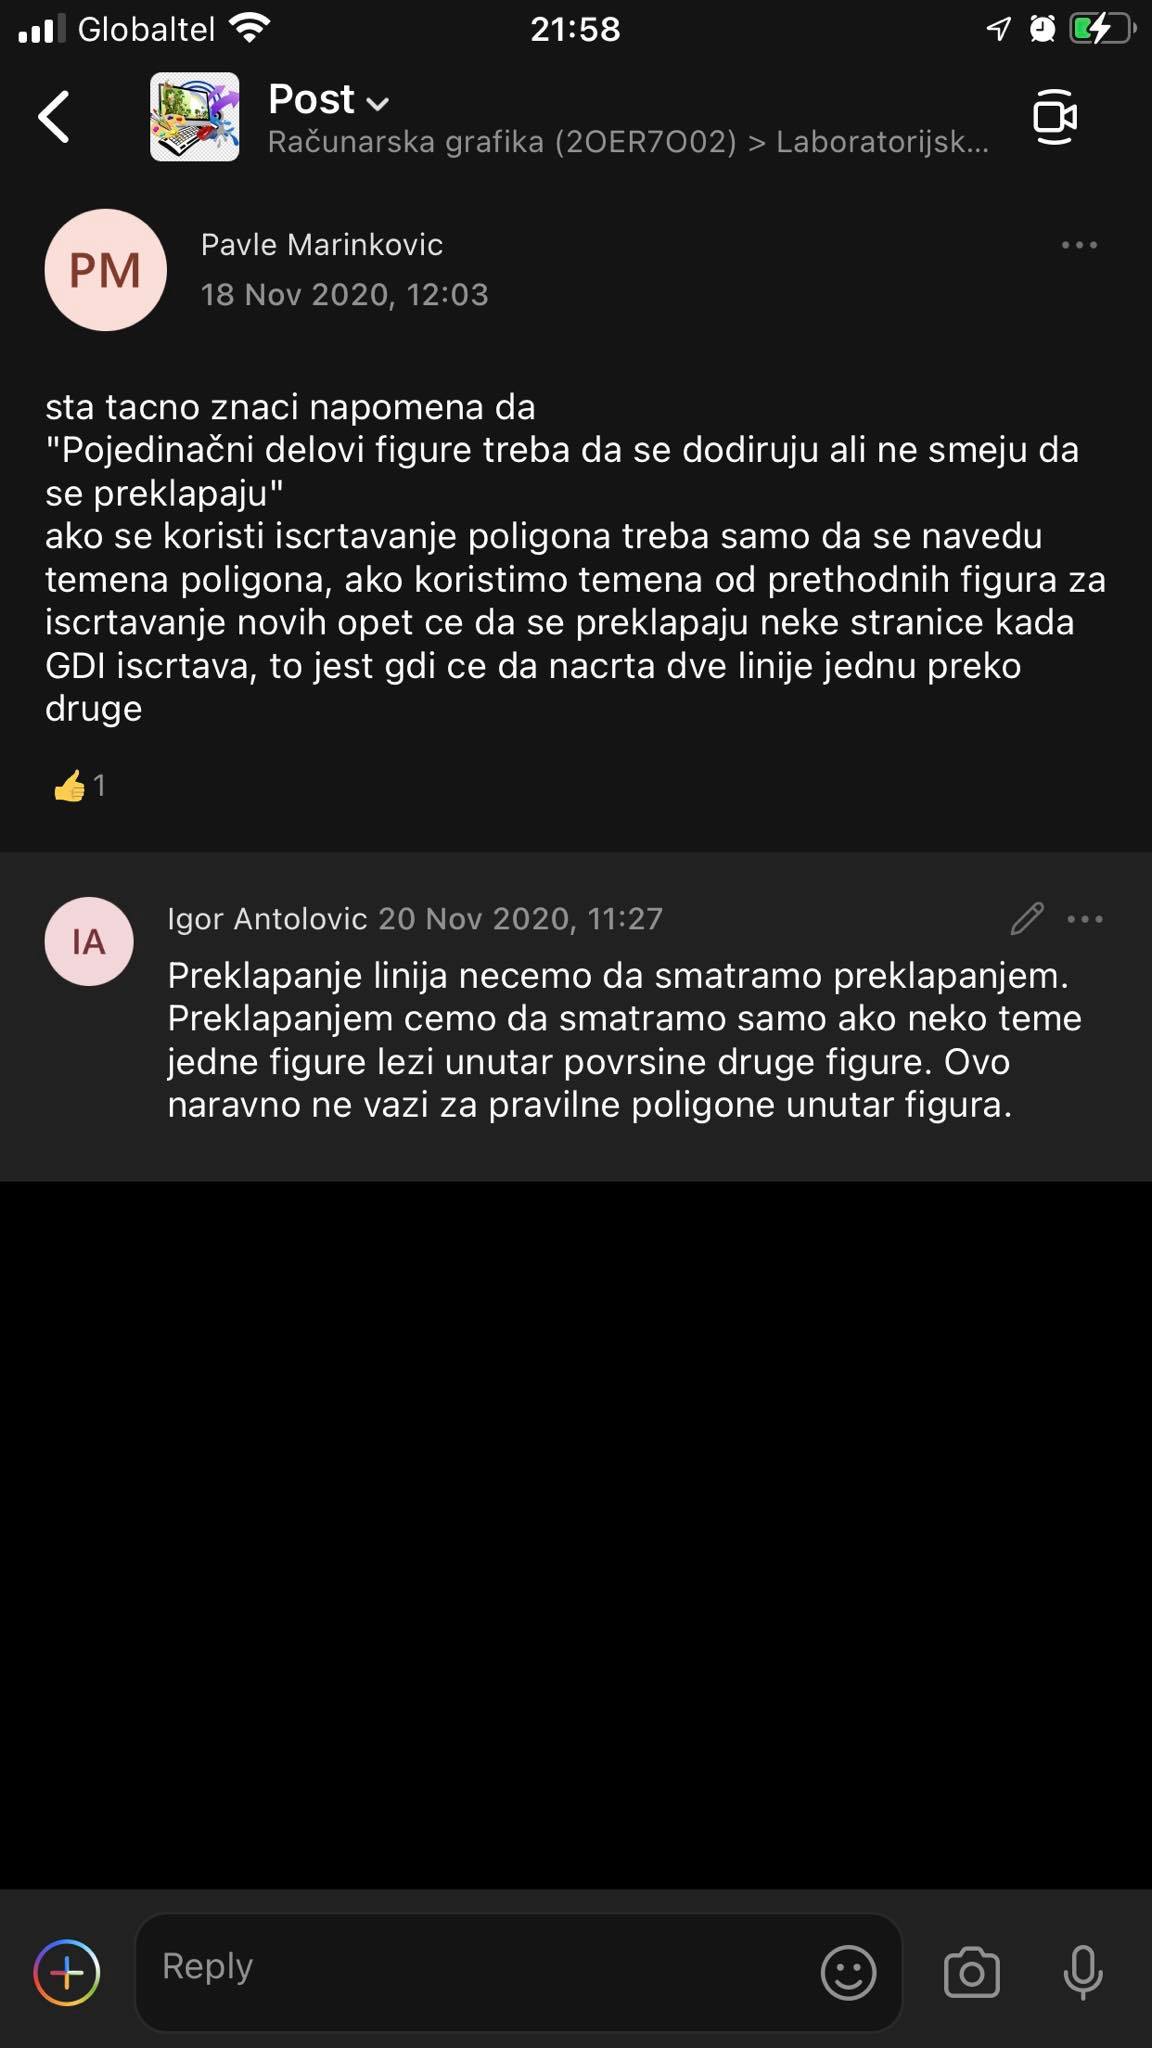 Globaltel 21:58
Post
Računarska grafika (2OER7O02) > Laboratorijsk...
PM
Pavle Marinkovic
18 Nov 2020, 12:03
sta tacno znaci napomena da
"Pojedinačni delovi figure treba da se dodiruju ali ne smeju da
se preklapaju"
ako se koristi iscrtavanje poligona treba samo da se navedu
temena poligona, ako koristimo temena od prethodnih figura za
iscrtavanje novih opet ce da se preklapaju neke stranice kada
GDI iscrtava, to jest gdi ce da nacrta dve linije jednu preko
druge
👍 1
IA
Igor Antolovic 20 Nov 2020, 11:27
Preklapanje linija necemo da smatramo preklapanjem.
Preklapanjem cemo da smatramo samo ako neko teme
jedne figure lezi unutar povrsine druge figure. Ovo
naravno ne vazi za pravilne poligone unutar figura.
Reply